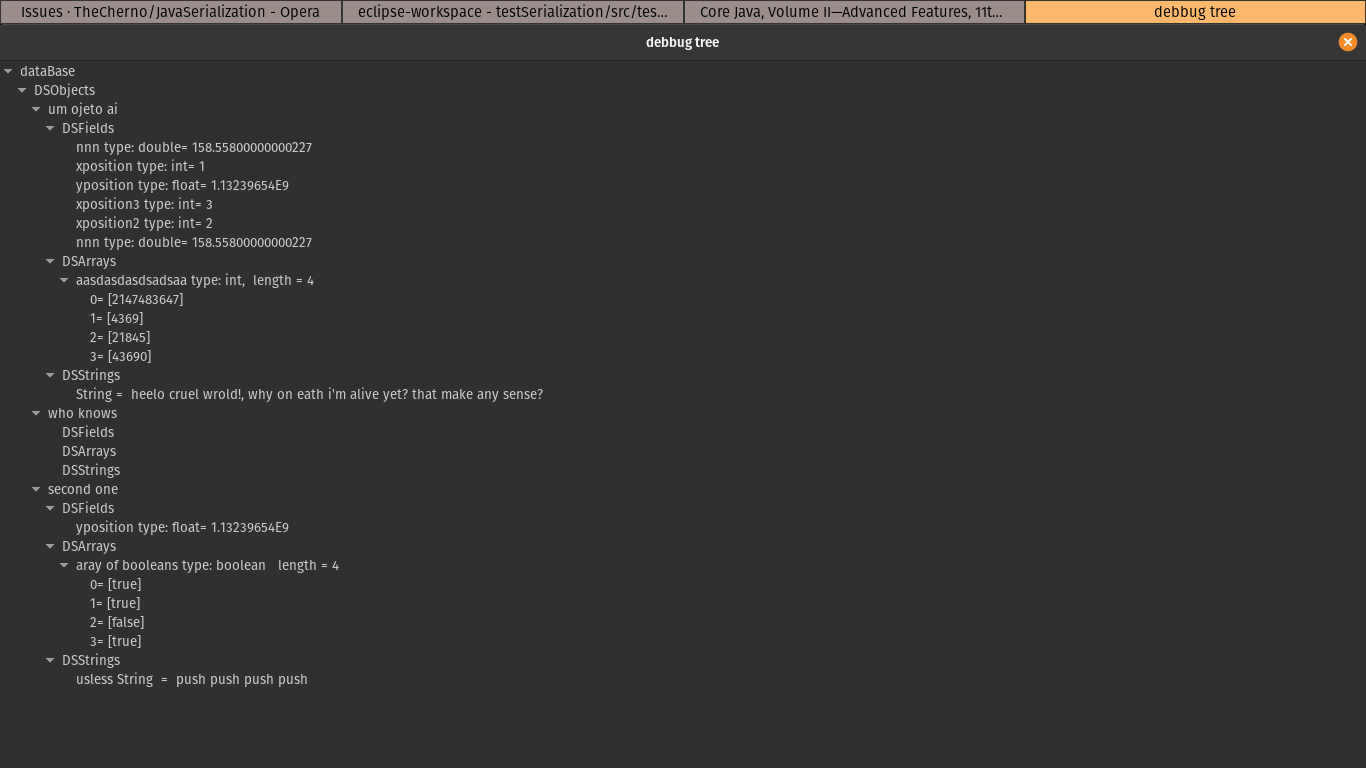 Issues · TheCherno/JavaSerialization - Opera
eclipse-workspace - testSerialization/src/tes...
Core Java, Volume II—Advanced Features, 11t...
debbug tree
debbug tree
dataBase
DSObjects
um ojeto ai
DSFields
nnn type: double= 158.55800000000227
xposition type: int= 1
yposition type: float= 1.13239654E9
xposition3 type: int= 3
xposition2 type: int= 2
nnn type: double= 158.55800000000227
DSArrays
aasdasdasdsadsaa type: int,  length = 4
0= [2147483647]
1= [4369]
2= [21845]
3= [43690]
DSStrings
String =  heelo cruel wrold!, why on eath i'm alive yet? that make any sense?
who knows
DSFields
DSArrays
DSStrings
second one
DSFields
yposition type: float= 1.13239654E9
DSArrays
aray of booleans type: boolean   length = 4
0= [true]
1= [true]
2= [false]
3= [true]
DSStrings
usless String  =  push push push push